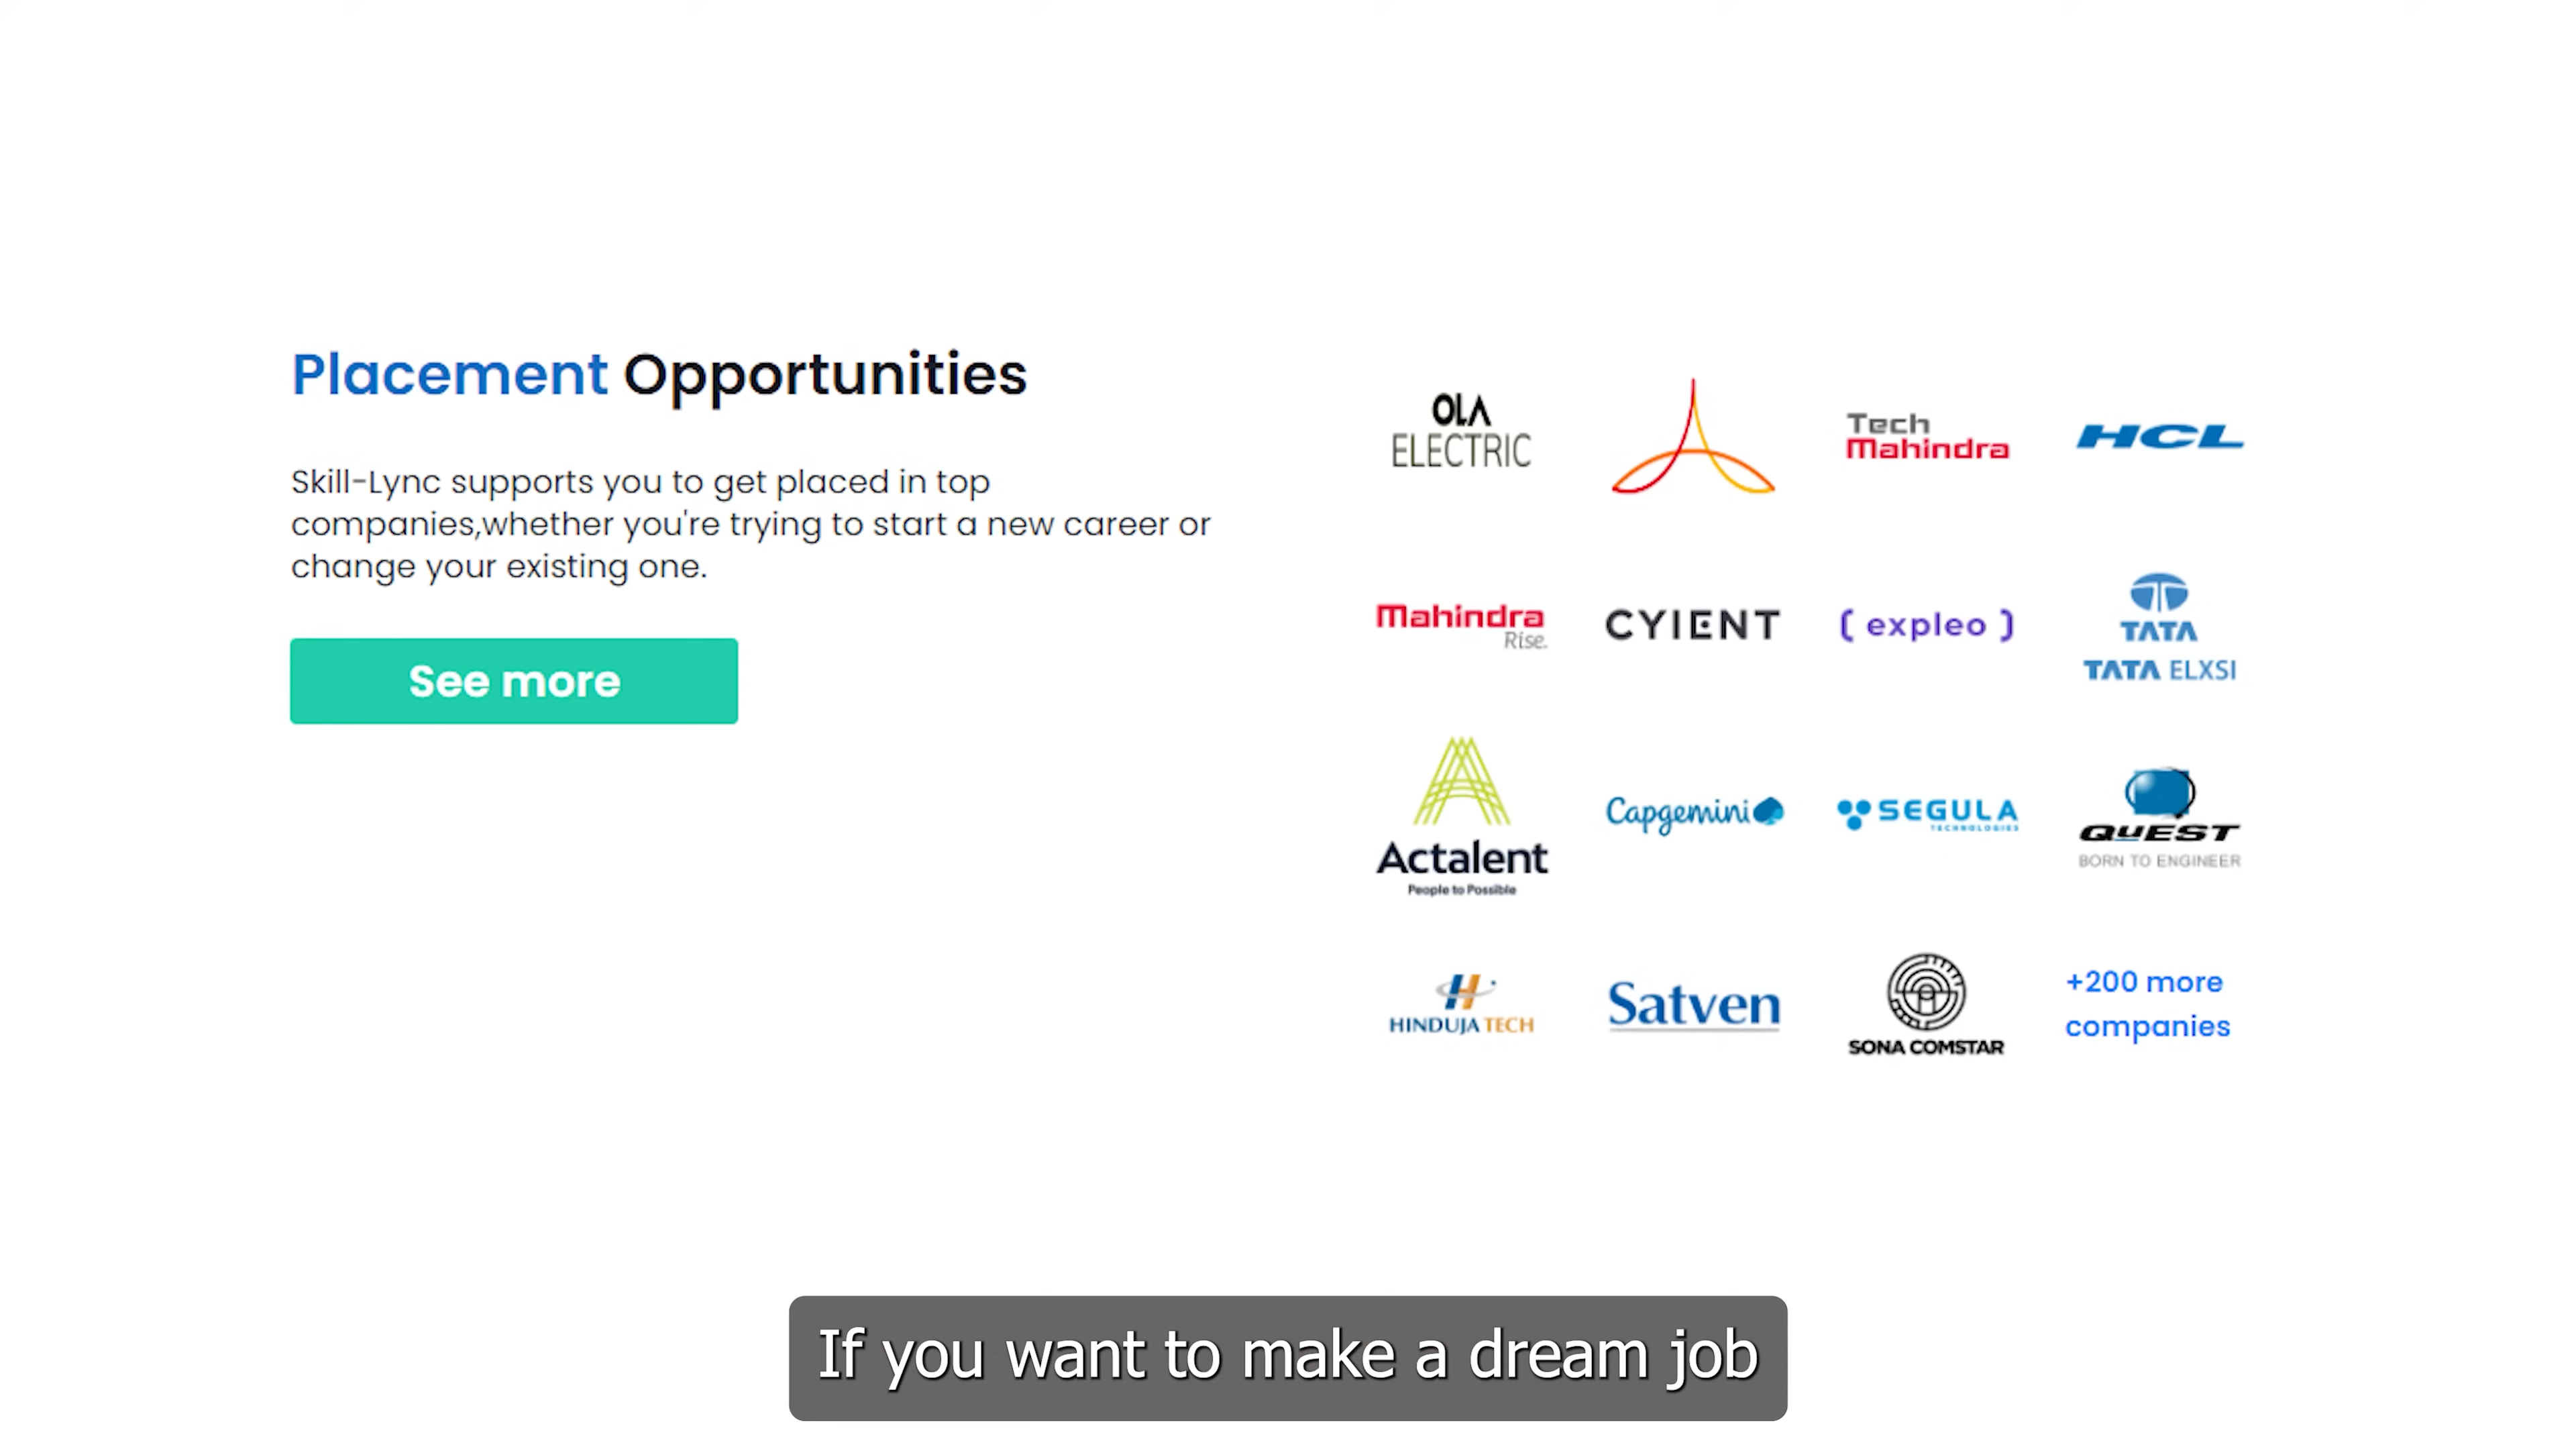 Placement Opportunities
Skill-Lync supports you to get placed in top
companies,whether you're trying to start a new career or
change your existing one.
See more
OLA
ELECTRIC
Tech
Mahindra
HCL
Mahindra
Rise.
CYIENT
( expleo )
TATA
TATA ELXSI
Actalent
People to Possible
Capgemini
SEGULA
TECHNOLOGIES
QuEST
BORN TO ENGINEER
HINDUJA TECH
Satven
SONA COMSTAR
+200 more
companies
If you want to make a dream job